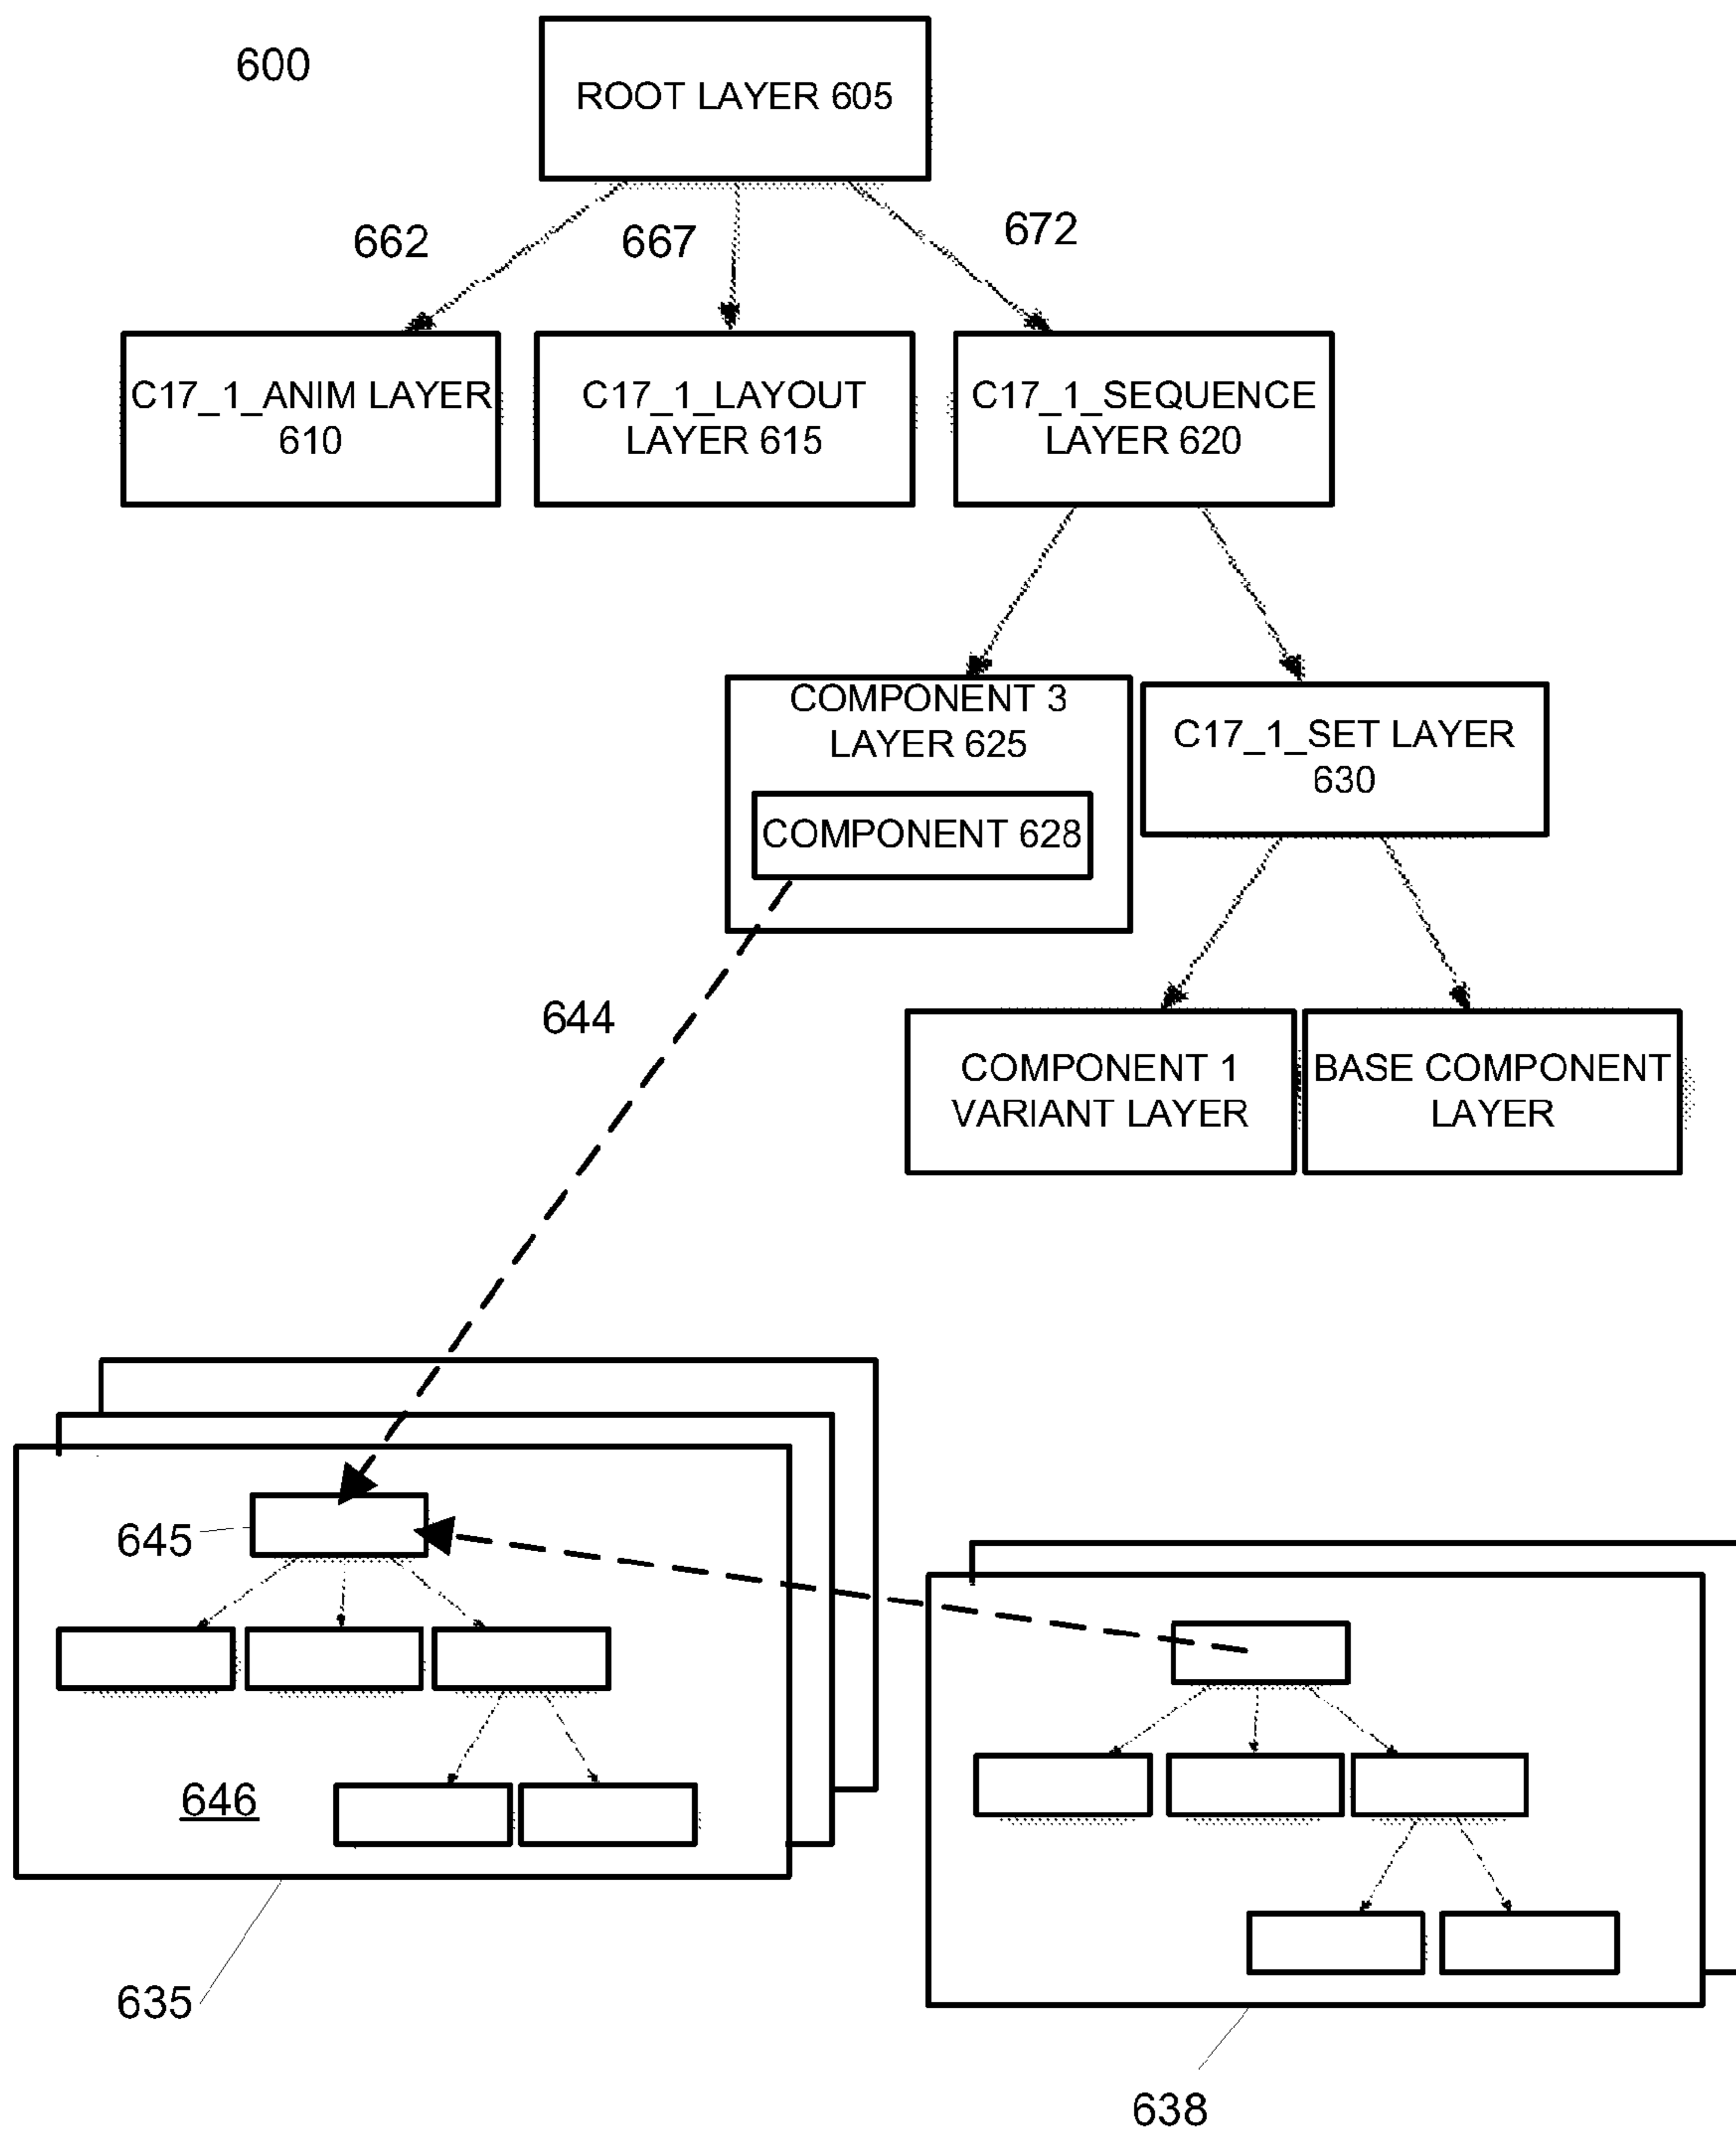 600
ROOT LAYER 605
662
667
672
C17_1_ANIM LAYER
610
C17_1_LAYOUT
LAYER 615
C17_1_SEQUENCE
LAYER 620
COMPONENT 3
LAYER 625
COMPONENT 628
C17_1_SET LAYER
630
644
COMPONENT 1
VARIANT LAYER
BASE COMPONENT
LAYER
645
646
635
638